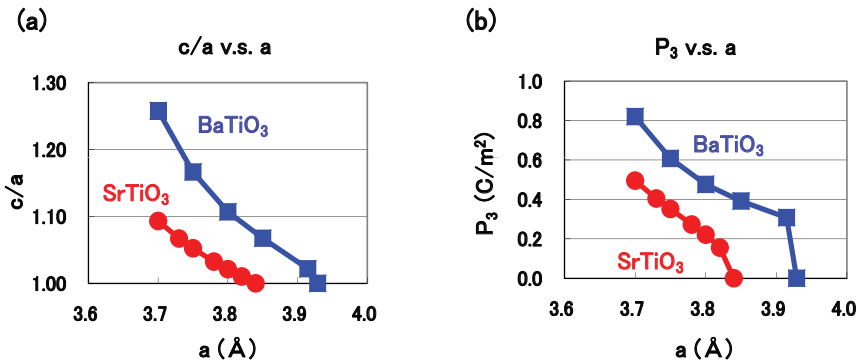 (a)
c/a v.s. a
1.30
1.20
1.10
1.00
c/a
BaTiO₃
SrTiO₃
3.6 3.7 3.8 3.9 4.0
a (Å)
(b)
P₃ v.s. a
1.0
0.8
0.6
0.4
0.2
0.0
P₃ (C/m²)
BaTiO₃
SrTiO₃
3.6 3.7 3.8 3.9 4.0
a (Å)